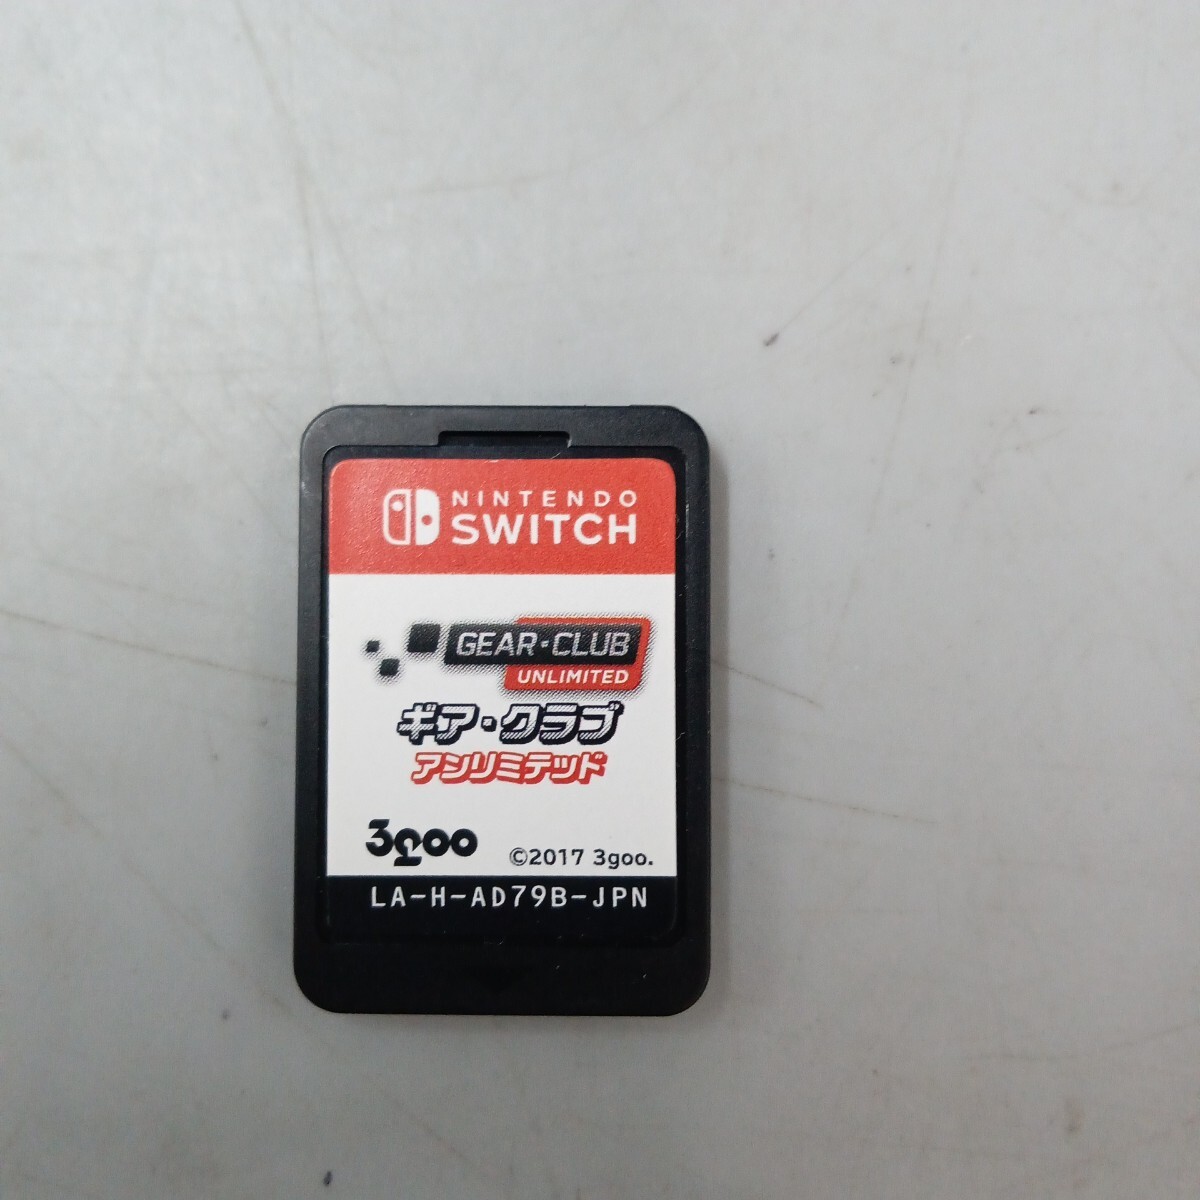 NINTENDO
SWITCH
GEAR・CLUB
UNLIMITED
ギア・クラブ
アンリミテッド
3goo
©2017 3goo.
LA-H-AD79B-JPN